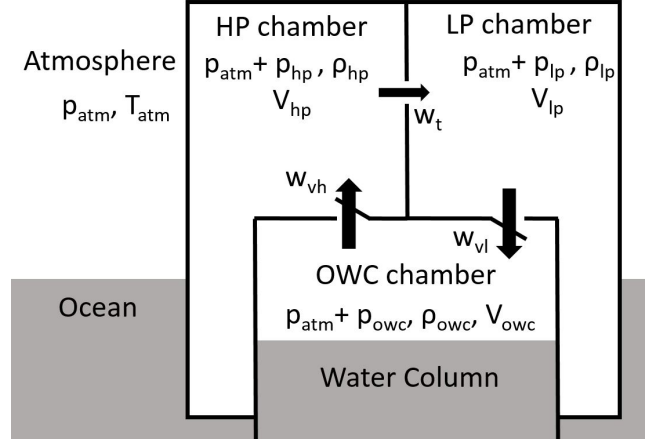 HP chamber
p_atm + p_hp , ρ_hp
V_hp
LP chamber
p_atm + p_lp , ρ_lp
V_lp
Atmosphere
p_atm, T_atm
w_t
w_vh
w_vl
OWC chamber
p_atm + p_owc, ρ_owc, V_owc
Ocean
Water Column